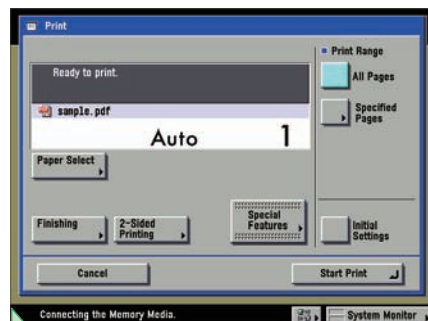 Print
Ready to print.
sample.pdf
Auto 1
Paper Select
Finishing
2-Sided
Printing
Special
Features
Cancel
Print Range
All Pages
Specified
Pages
Initial
Settings
Start Print
Connecting the Memory Media.
System Monitor